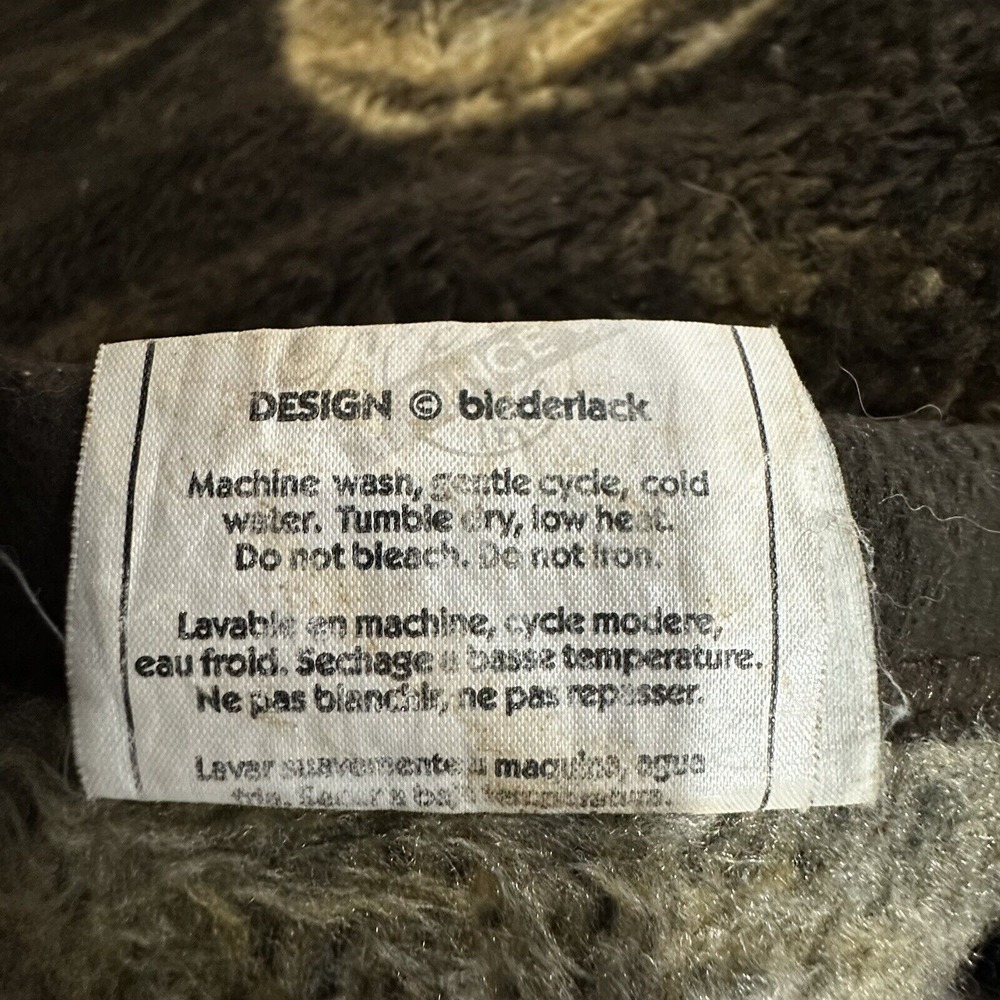 DESIGN © biederlack
Machine wash, gentle cycle, cold
water. Tumble dry, low heat.
Do not bleach. Do not iron.
Lavable en machine, cycle modere,
eau froid. Sechage a basse temperature.
Ne pas blanchir, ne pas repasser.
Lavar suavemente a maquina, agua
temperatura.